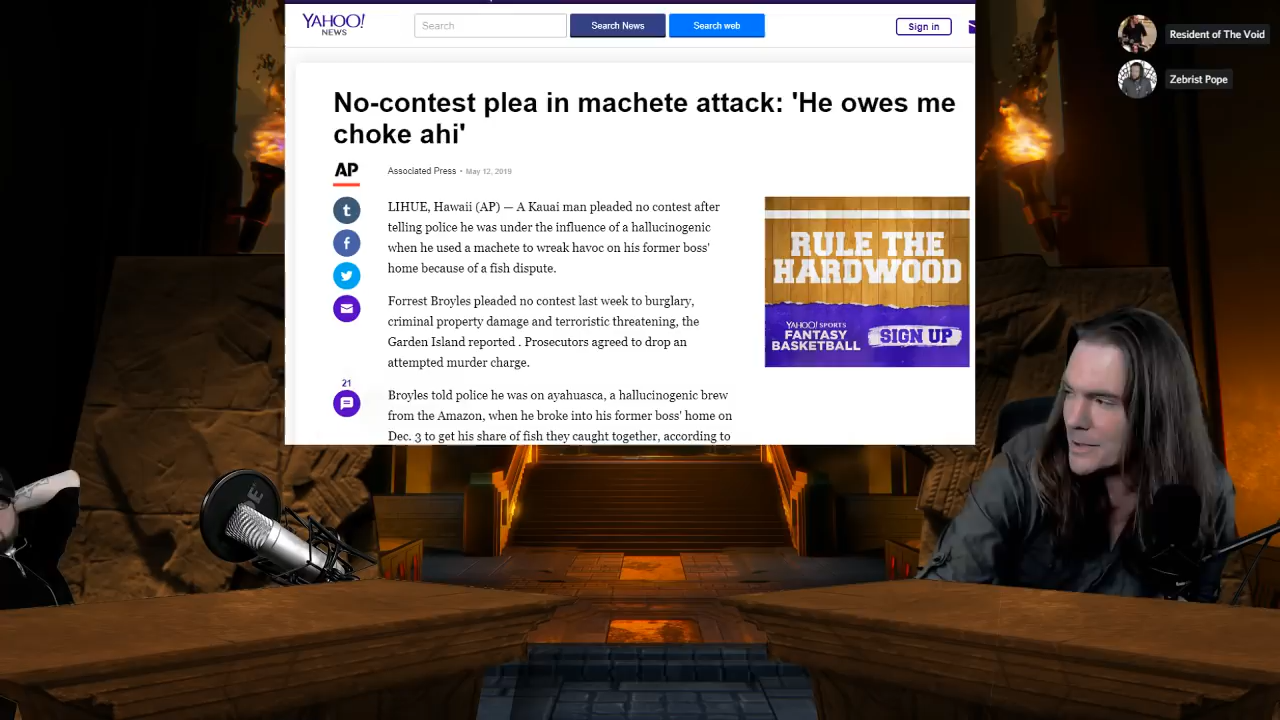 YAHOO!
NEWS
Search
Search News
Search web
Sign in
Resident of The Void
Zebrist Pope
No-contest plea in machete attack: 'He owes me
choke ahi'
AP
Associated Press • May 12, 2019
LIHUE, Hawaii (AP) — A Kauai man pleaded no contest after
telling police he was under the influence of a hallucinogenic
when he used a machete to wreak havoc on his former boss'
home because of a fish dispute.
Forrest Broyles pleaded no contest last week to burglary,
criminal property damage and terroristic threatening, the
Garden Island reported . Prosecutors agreed to drop an
attempted murder charge.
21
Broyles told police he was on ayahuasca, a hallucinogenic brew
from the Amazon, when he broke into his former boss' home on
Dec. 3 to get his share of fish they caught together, according to
RULE THE
HARDWOOD
YAHOO! SPORTS
FANTASY
BASKETBALL
SIGN UP